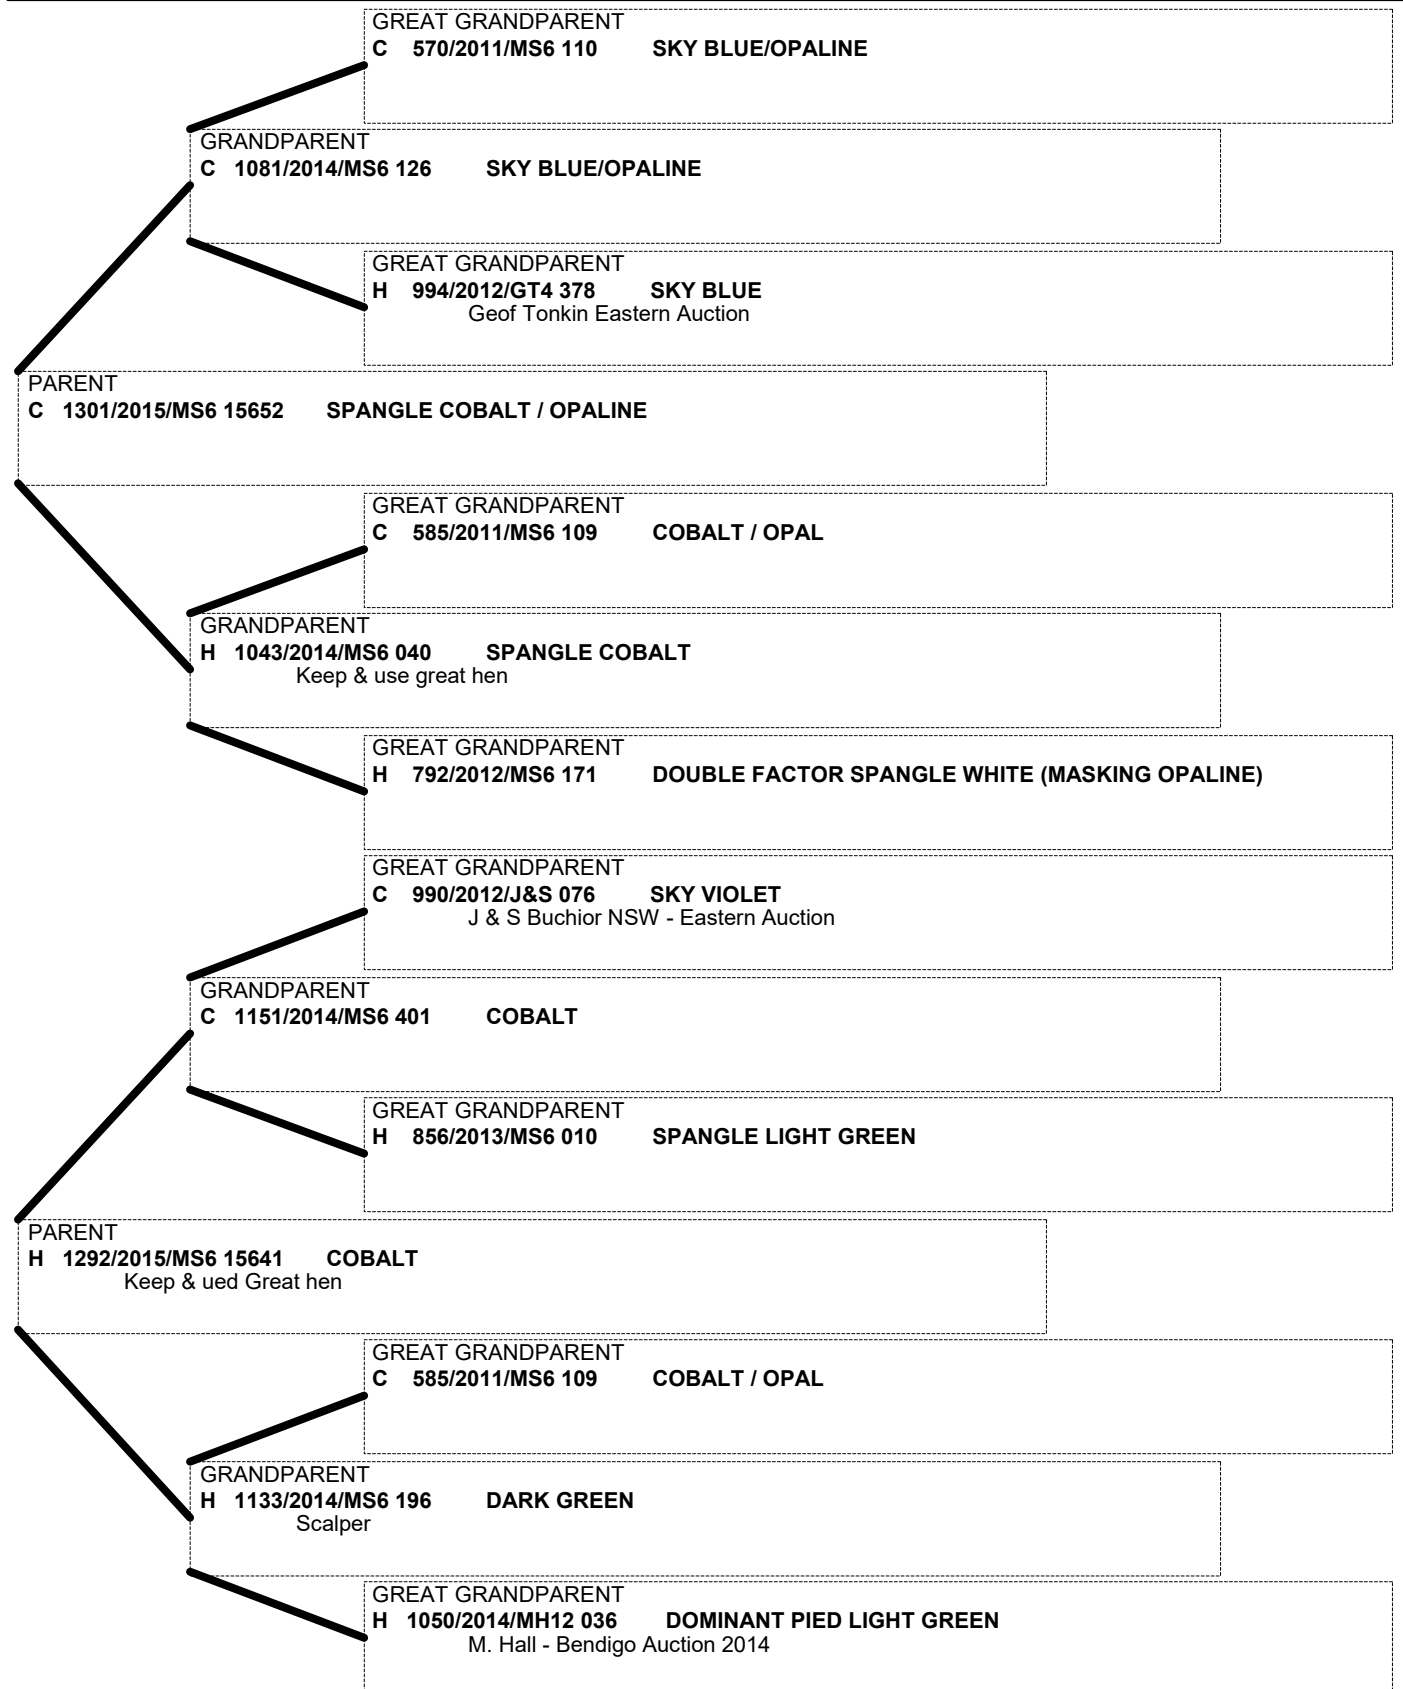 GREAT GRANDPARENT
C 570/2011/MS6 110 SKY BLUE/OPALINE
GRANDPARENT
C 1081/2014/MS6 126 SKY BLUE/OPALINE
GREAT GRANDPARENT
H 994/2012/GT4 378 SKY BLUE
Geof Tonkin Eastern Auction
PARENT
C 1301/2015/MS6 15652 SPANGLE COBALT / OPALINE
GREAT GRANDPARENT
C 585/2011/MS6 109 COBALT / OPAL
GRANDPARENT
H 1043/2014/MS6 040 SPANGLE COBALT
Keep & use great hen
GREAT GRANDPARENT
H 792/2012/MS6 171 DOUBLE FACTOR SPANGLE WHITE (MASKING OPALINE)
GREAT GRANDPARENT
C 990/2012/J&S 076 SKY VIOLET
J & S Buchior NSW - Eastern Auction
GRANDPARENT
C 1151/2014/MS6 401 COBALT
GREAT GRANDPARENT
H 856/2013/MS6 010 SPANGLE LIGHT GREEN
PARENT
H 1292/2015/MS6 15641 COBALT
Keep & ued Great hen
GREAT GRANDPARENT
C 585/2011/MS6 109 COBALT / OPAL
GRANDPARENT
H 1133/2014/MS6 196 DARK GREEN
Scalper
GREAT GRANDPARENT
H 1050/2014/MH12 036 DOMINANT PIED LIGHT GREEN
M. Hall - Bendigo Auction 2014